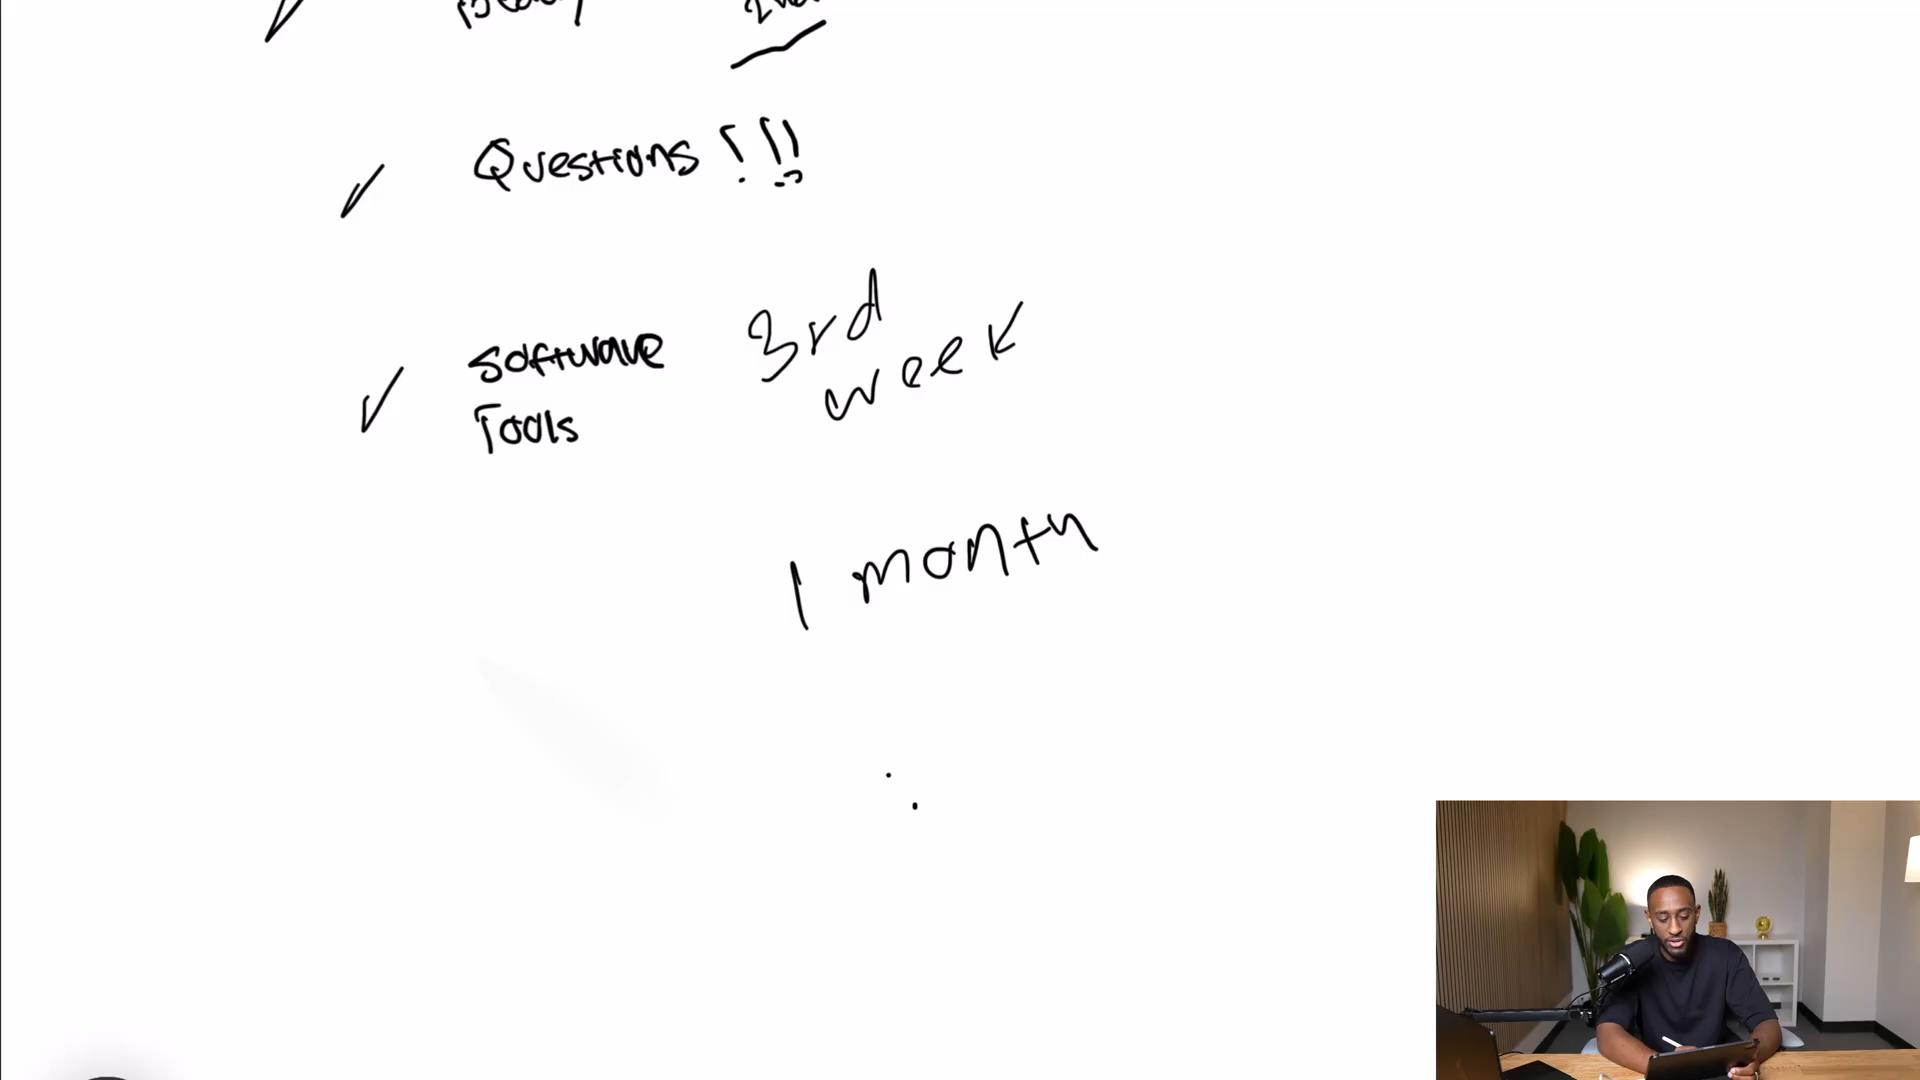 Questions !!!
Software 3rd
week
Tools
1 month